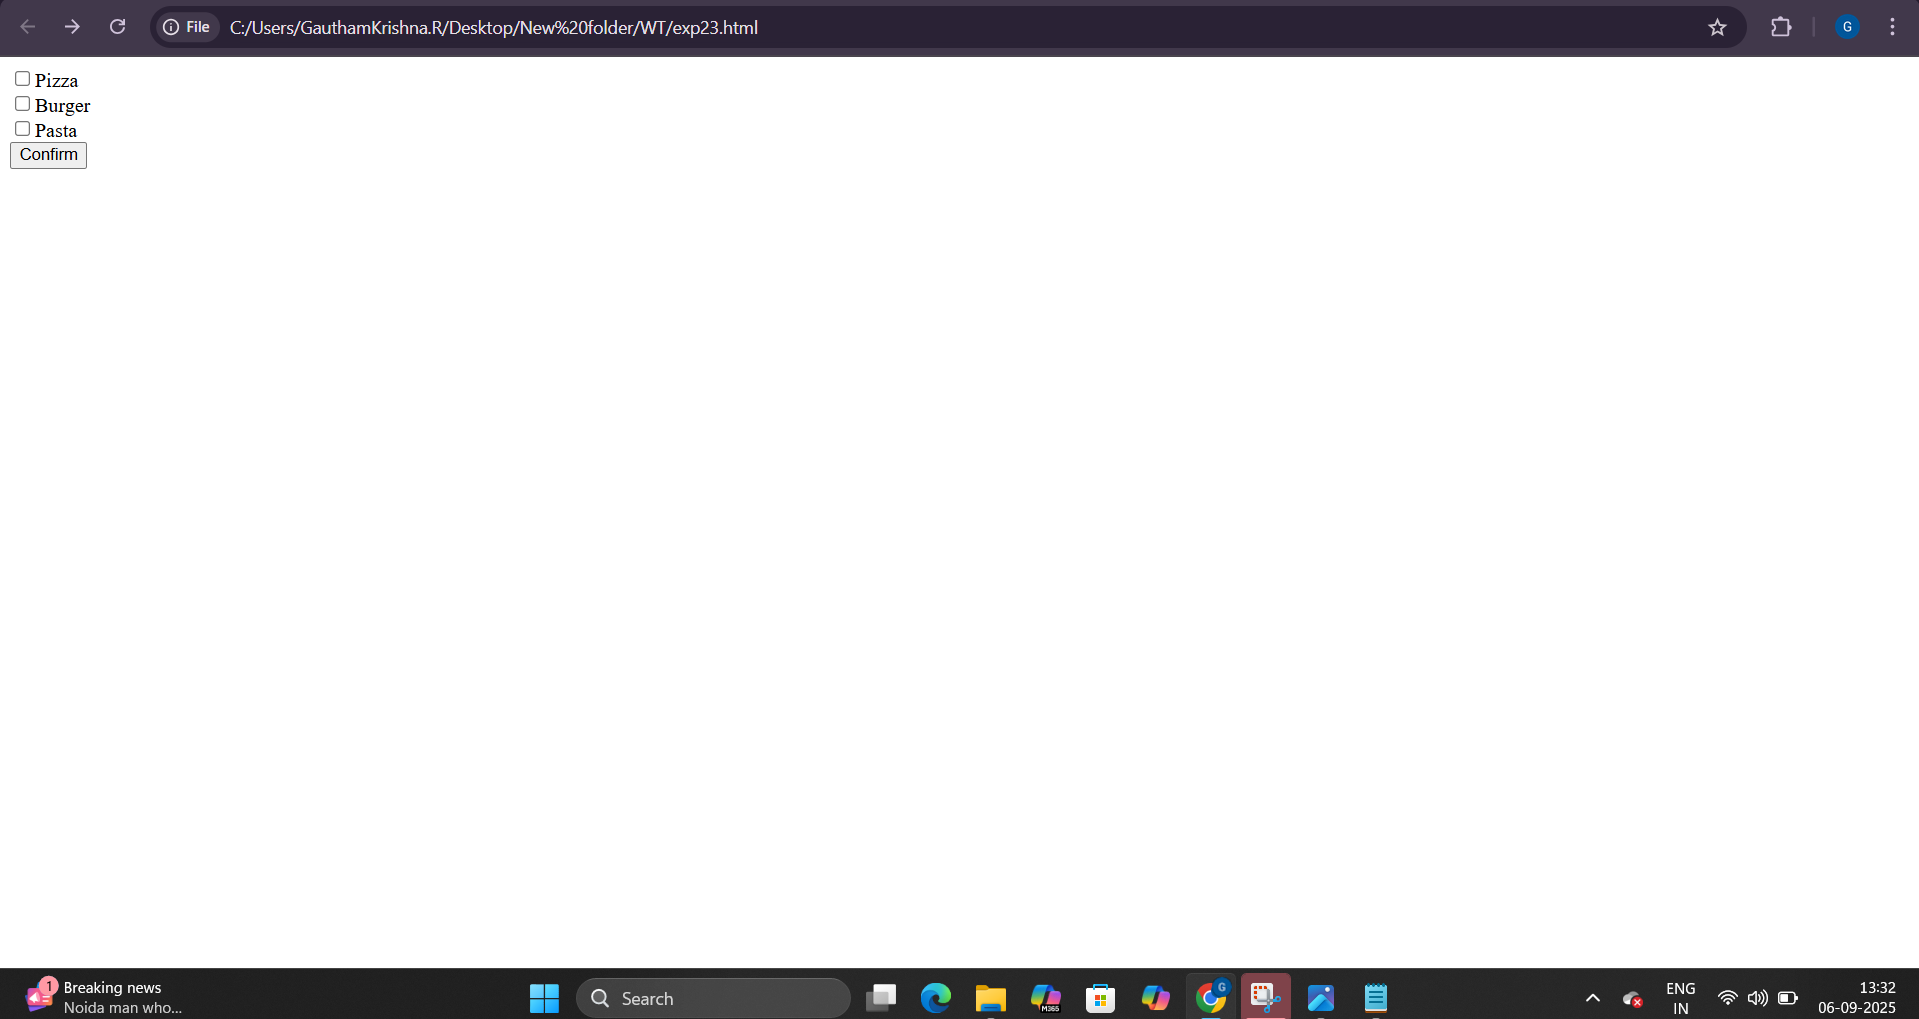 File C:/Users/GauthamKrishna.R/Desktop/New%20folder/WT/exp23.html
G
Pizza
Burger
Pasta
Confirm
1
Breaking news
Noida man who...
Search
M365
G
ENG
IN
13:32
06-09-2025